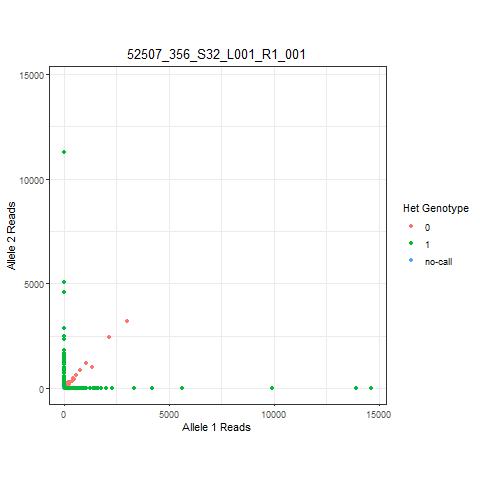 52507_356_S32_L001_R1_001
15000
10000
5000
0
Allele 2 Reads
0
5000
10000
15000
Allele 1 Reads
Het Genotype
0
1
no-call